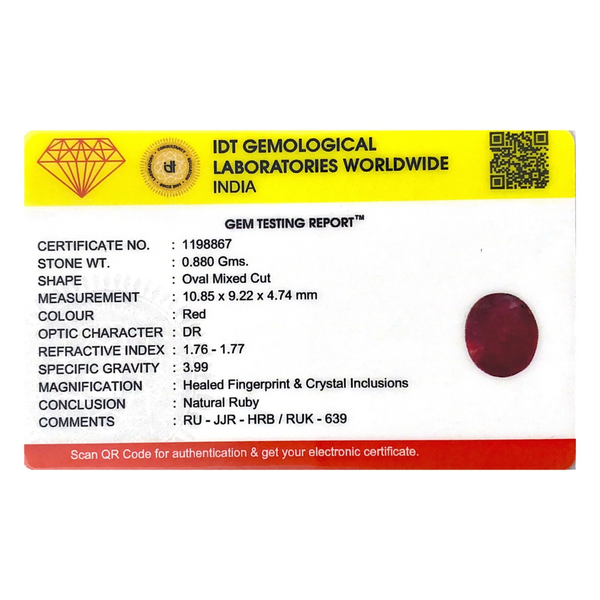 IDT GEMOLOGICAL
LABORATORIES WORLDWIDE
INDIA
idt
GEM TESTING REPORT™
CERTIFICATE NO. : 1198867
STONE WT. : 0.880 Gms.
SHAPE : Oval Mixed Cut
MEASUREMENT : 10.85 x 9.22 x 4.74 mm
COLOUR : Red
OPTIC CHARACTER : DR
REFRACTIVE INDEX : 1.76 - 1.77
SPECIFIC GRAVITY : 3.99
MAGNIFICATION : Healed Fingerprint & Crystal Inclusions
CONCLUSION : Natural Ruby
COMMENTS : RU - JJR - HRB / RUK - 639
Scan QR Code for authentication & get your electronic certificate.